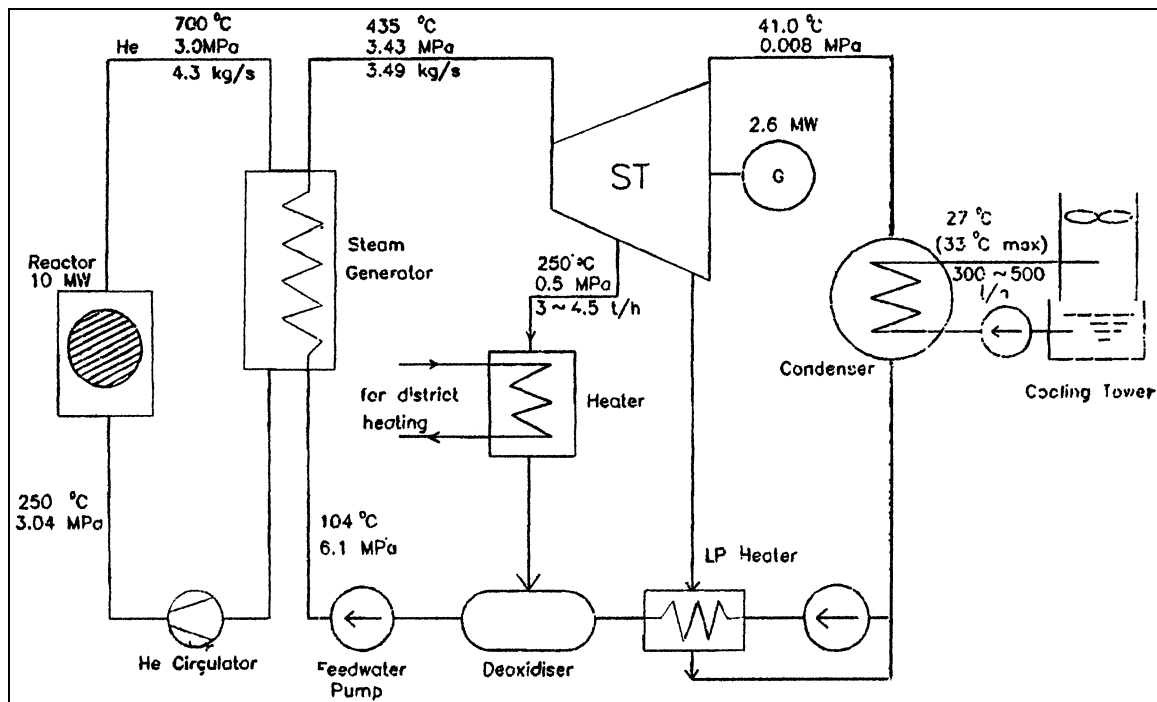 700 °C
He
3.0MPa
4.3 kg/s
435 °C
3.43 MPa
3.49 kg/s
41.0 °C
0.008 MPa
2.6 MW
ST
G
27 °C
(33 °C max)
300 ~ 500
t/h
Reactor
10 MW
Steam
Generator
250 °C
0.5 MPa
3 ~ 4.5 t/h
Condenser
Cooling Tower
for district
heating
Heater
250 °C
3.04 MPa
104 °C
6.1 MPa
LP Heater
He Circulator
Feedwater
Pump
Deoxidiser